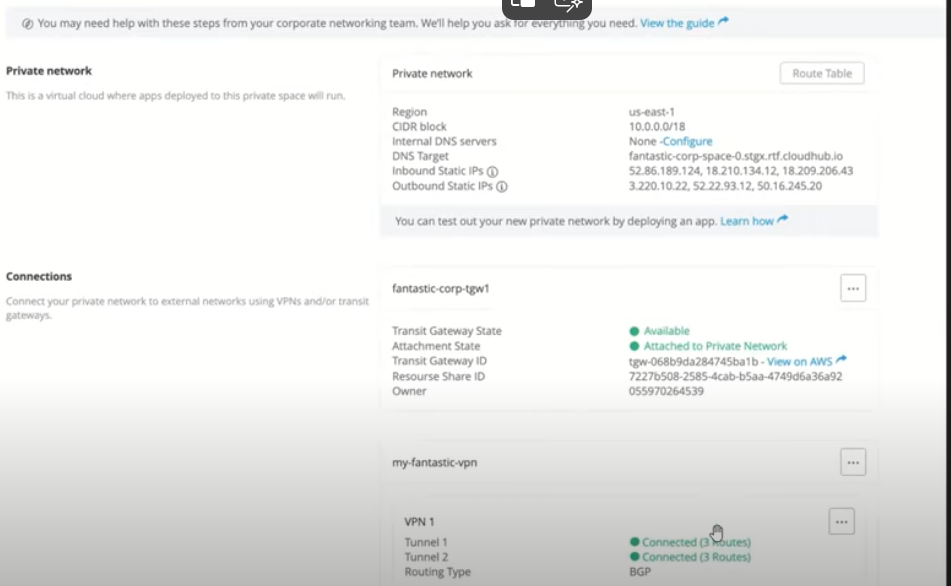 You may need help with these steps from your corporate networking team. We'll help you ask for everything you need. View the guide
Private network
This is a virtual cloud where apps deployed to this private space will run.
Private network
Route Table
Region us-east-1
CIDR block 10.0.0.0/18
Internal DNS servers None -Configure
DNS Target fantastic-corp-space-0.stgx.rtf.cloudhub.io
Inbound Static IPs 52.86.189.124, 18.210.134.12, 18.209.206.43
Outbound Static IPs 3.220.10.22, 52.22.93.12, 50.16.245.20
You can test out your new private network by deploying an app. Learn how
Connections
Connect your private network to external networks using VPNs and/or transit
gateways.
fantastic-corp-tgw1
...
Transit Gateway State Available
Attachment State Attached to Private Network
Transit Gateway ID tgw-068b9da284745ba1b - View on AWS
Resourse Share ID 7227b508-2585-4cab-b5aa-4749d6a36a92
Owner 055970264539
my-fantastic-vpn
...
VPN 1
...
Tunnel 1 Connected (3 Routes)
Tunnel 2 Connected (3 Routes)
Routing Type BGP